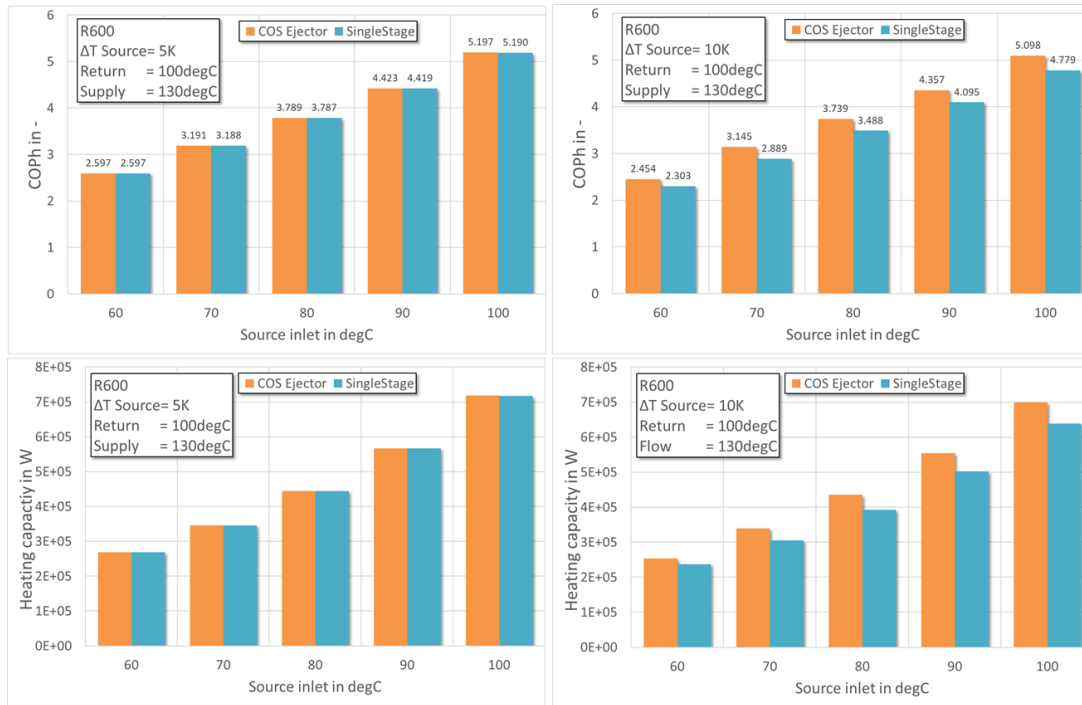 R600
ΔT Source= 5K
Return = 100degC
Supply = 130degC
COS Ejector SingleStage
6
5
4
3
2
1
0
COPh in -
2.597 2.597
3.191 3.188
3.789 3.787
4.423 4.419
5.197 5.190
60 70 80 90 100
Source inlet in degC
R600
ΔT Source= 10K
Return = 100degC
Supply = 130degC
COS Ejector SingleStage
6
5
4
3
2
1
0
COPh in -
2.454 2.303
3.145 2.889
3.739 3.488
4.357 4.095
5.098 4.779
60 70 80 90 100
Source inlet in degC
R600
ΔT Source= 5K
Return = 100degC
Supply = 130degC
COS Ejector SingleStage
8E+05
7E+05
6E+05
5E+05
4E+05
3E+05
2E+05
1E+05
0E+00
Heating capactiy in W
60 70 80 90 100
Source inlet in degC
R600
ΔT Source= 10K
Return = 100degC
Flow = 130degC
COS Ejector SingleStage
8E+05
7E+05
6E+05
5E+05
4E+05
3E+05
2E+05
1E+05
0E+00
Heating capacity in W
60 70 80 90 100
Source inlet in degC